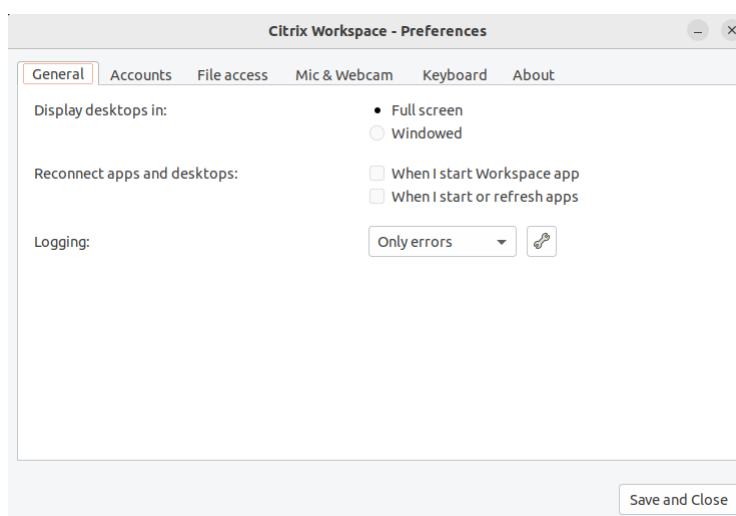 Citrix Workspace - Preferences
General Accounts File access Mic & Webcam Keyboard About
Display desktops in: Full screen
Windowed
Reconnect apps and desktops: When I start Workspace app
When I start or refresh apps
Logging: Only errors
Save and Close